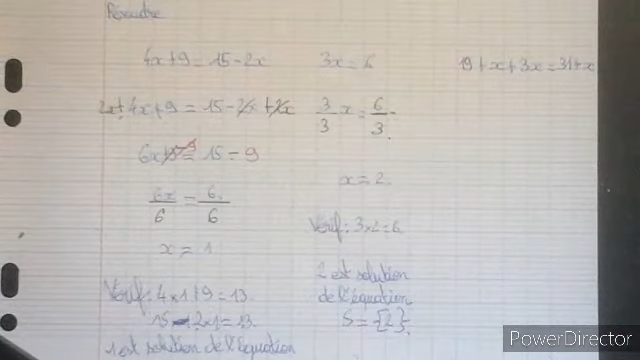 Résoudre
4x+9=15-2x
2x+4x+9=15-2x+2x
6x+9-9=15-9
6x/6=6/6
x=1
Vérif: 4×1+9=13.
15-2×1=13.
1 est solution de l'équation
3x=6
3/3 x=6/3.
x=2.
Vérif: 3×2=6.
2 est solution
de l'équation
S={2}.
19+x+3x=31+x
PowerDirector